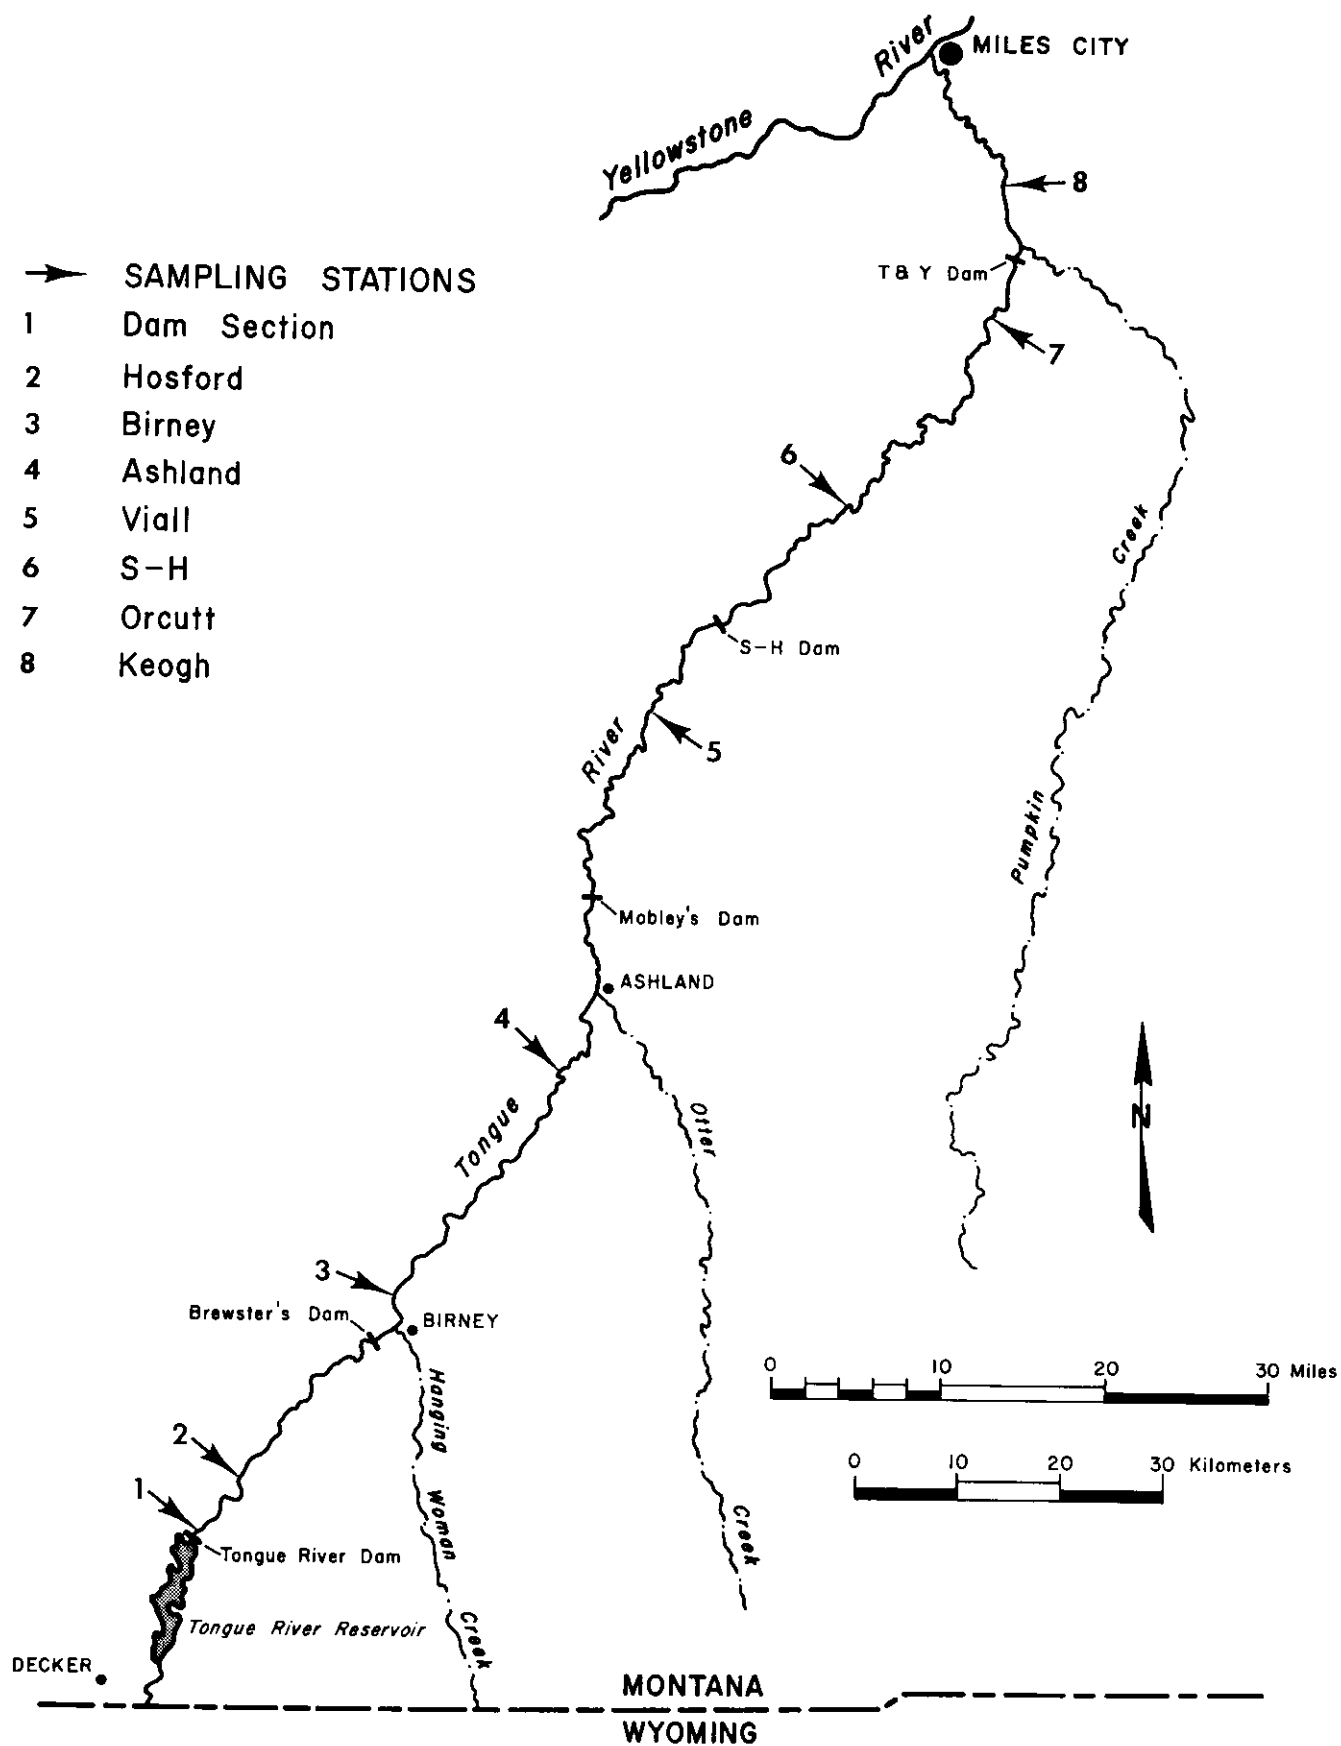 MILES CITY
Yellowstone River
8
T & Y Dam
7
→ SAMPLING STATIONS
1 Dam Section
2 Hosford
3 Birney
4 Ashland
5 Viall
6 S-H
7 Orcutt
8 Keogh
6
Creek
S-H Dam
River
5
Pumpkin
Mobley's Dam
ASHLAND
4
Tongue
Otter
N
3
Brewster's Dam
BIRNEY
Hanging
0 10 20 30 Miles
2
0 10 20 30 Kilometers
1
Woman
Creek
Tongue River Dam
Tongue River Reservoir
Creek
DECKER
MONTANA
WYOMING